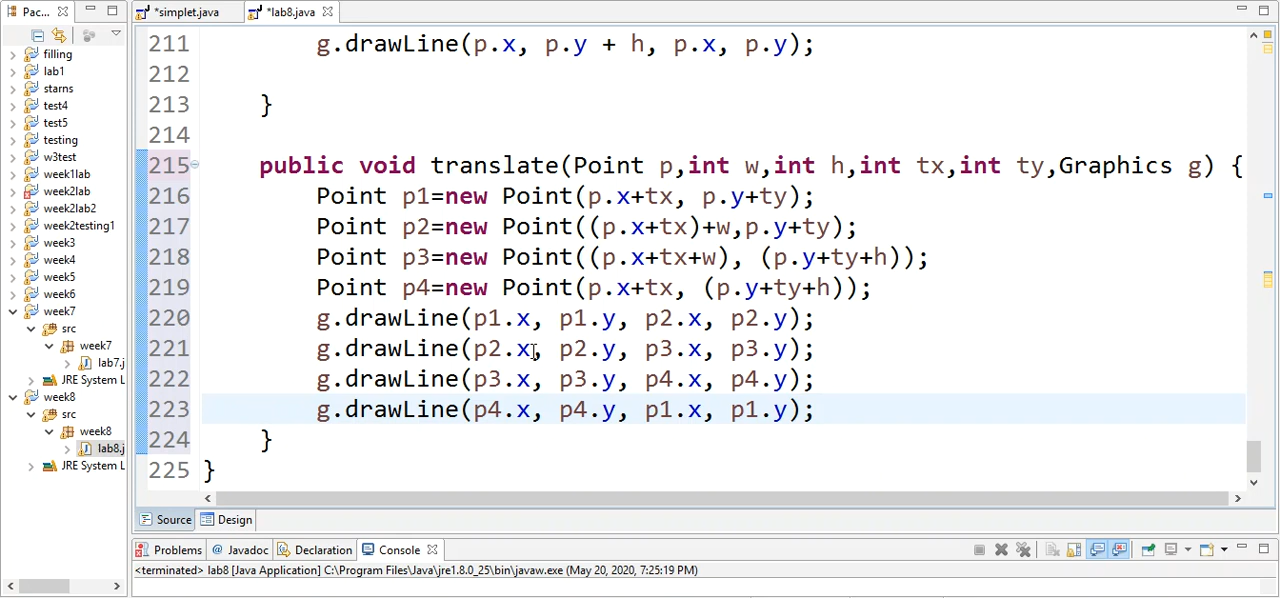 Pac...
*simplet.java
*lab8.java
filling
lab1
starns
test4
test5
testing
w3test
week1lab
week2lab
week2lab2
week2testing1
week3
week4
week5
week6
week7
src
week7
lab7.j
JRE System L
week8
src
week8
lab8.j
JRE System L
211 g.drawLine(p.x, p.y + h, p.x, p.y);
212
213 }
214
215 public void translate(Point p,int w,int h,int tx,int ty,Graphics g) {
216 Point p1=new Point(p.x+tx, p.y+ty);
217 Point p2=new Point((p.x+tx)+w,p.y+ty);
218 Point p3=new Point((p.x+tx+w), (p.y+ty+h));
219 Point p4=new Point(p.x+tx, (p.y+ty+h));
220 g.drawLine(p1.x, p1.y, p2.x, p2.y);
221 g.drawLine(p2.x, p2.y, p3.x, p3.y);
222 g.drawLine(p3.x, p3.y, p4.x, p4.y);
223 g.drawLine(p4.x, p4.y, p1.x, p1.y);
224 }
225 }
Source Design
Problems @ Javadoc Declaration Console
<terminated> lab8 [Java Application] C:\Program Files\Java\jre1.8.0_25\bin\javaw.exe (May 20, 2020, 7:25:19 PM)